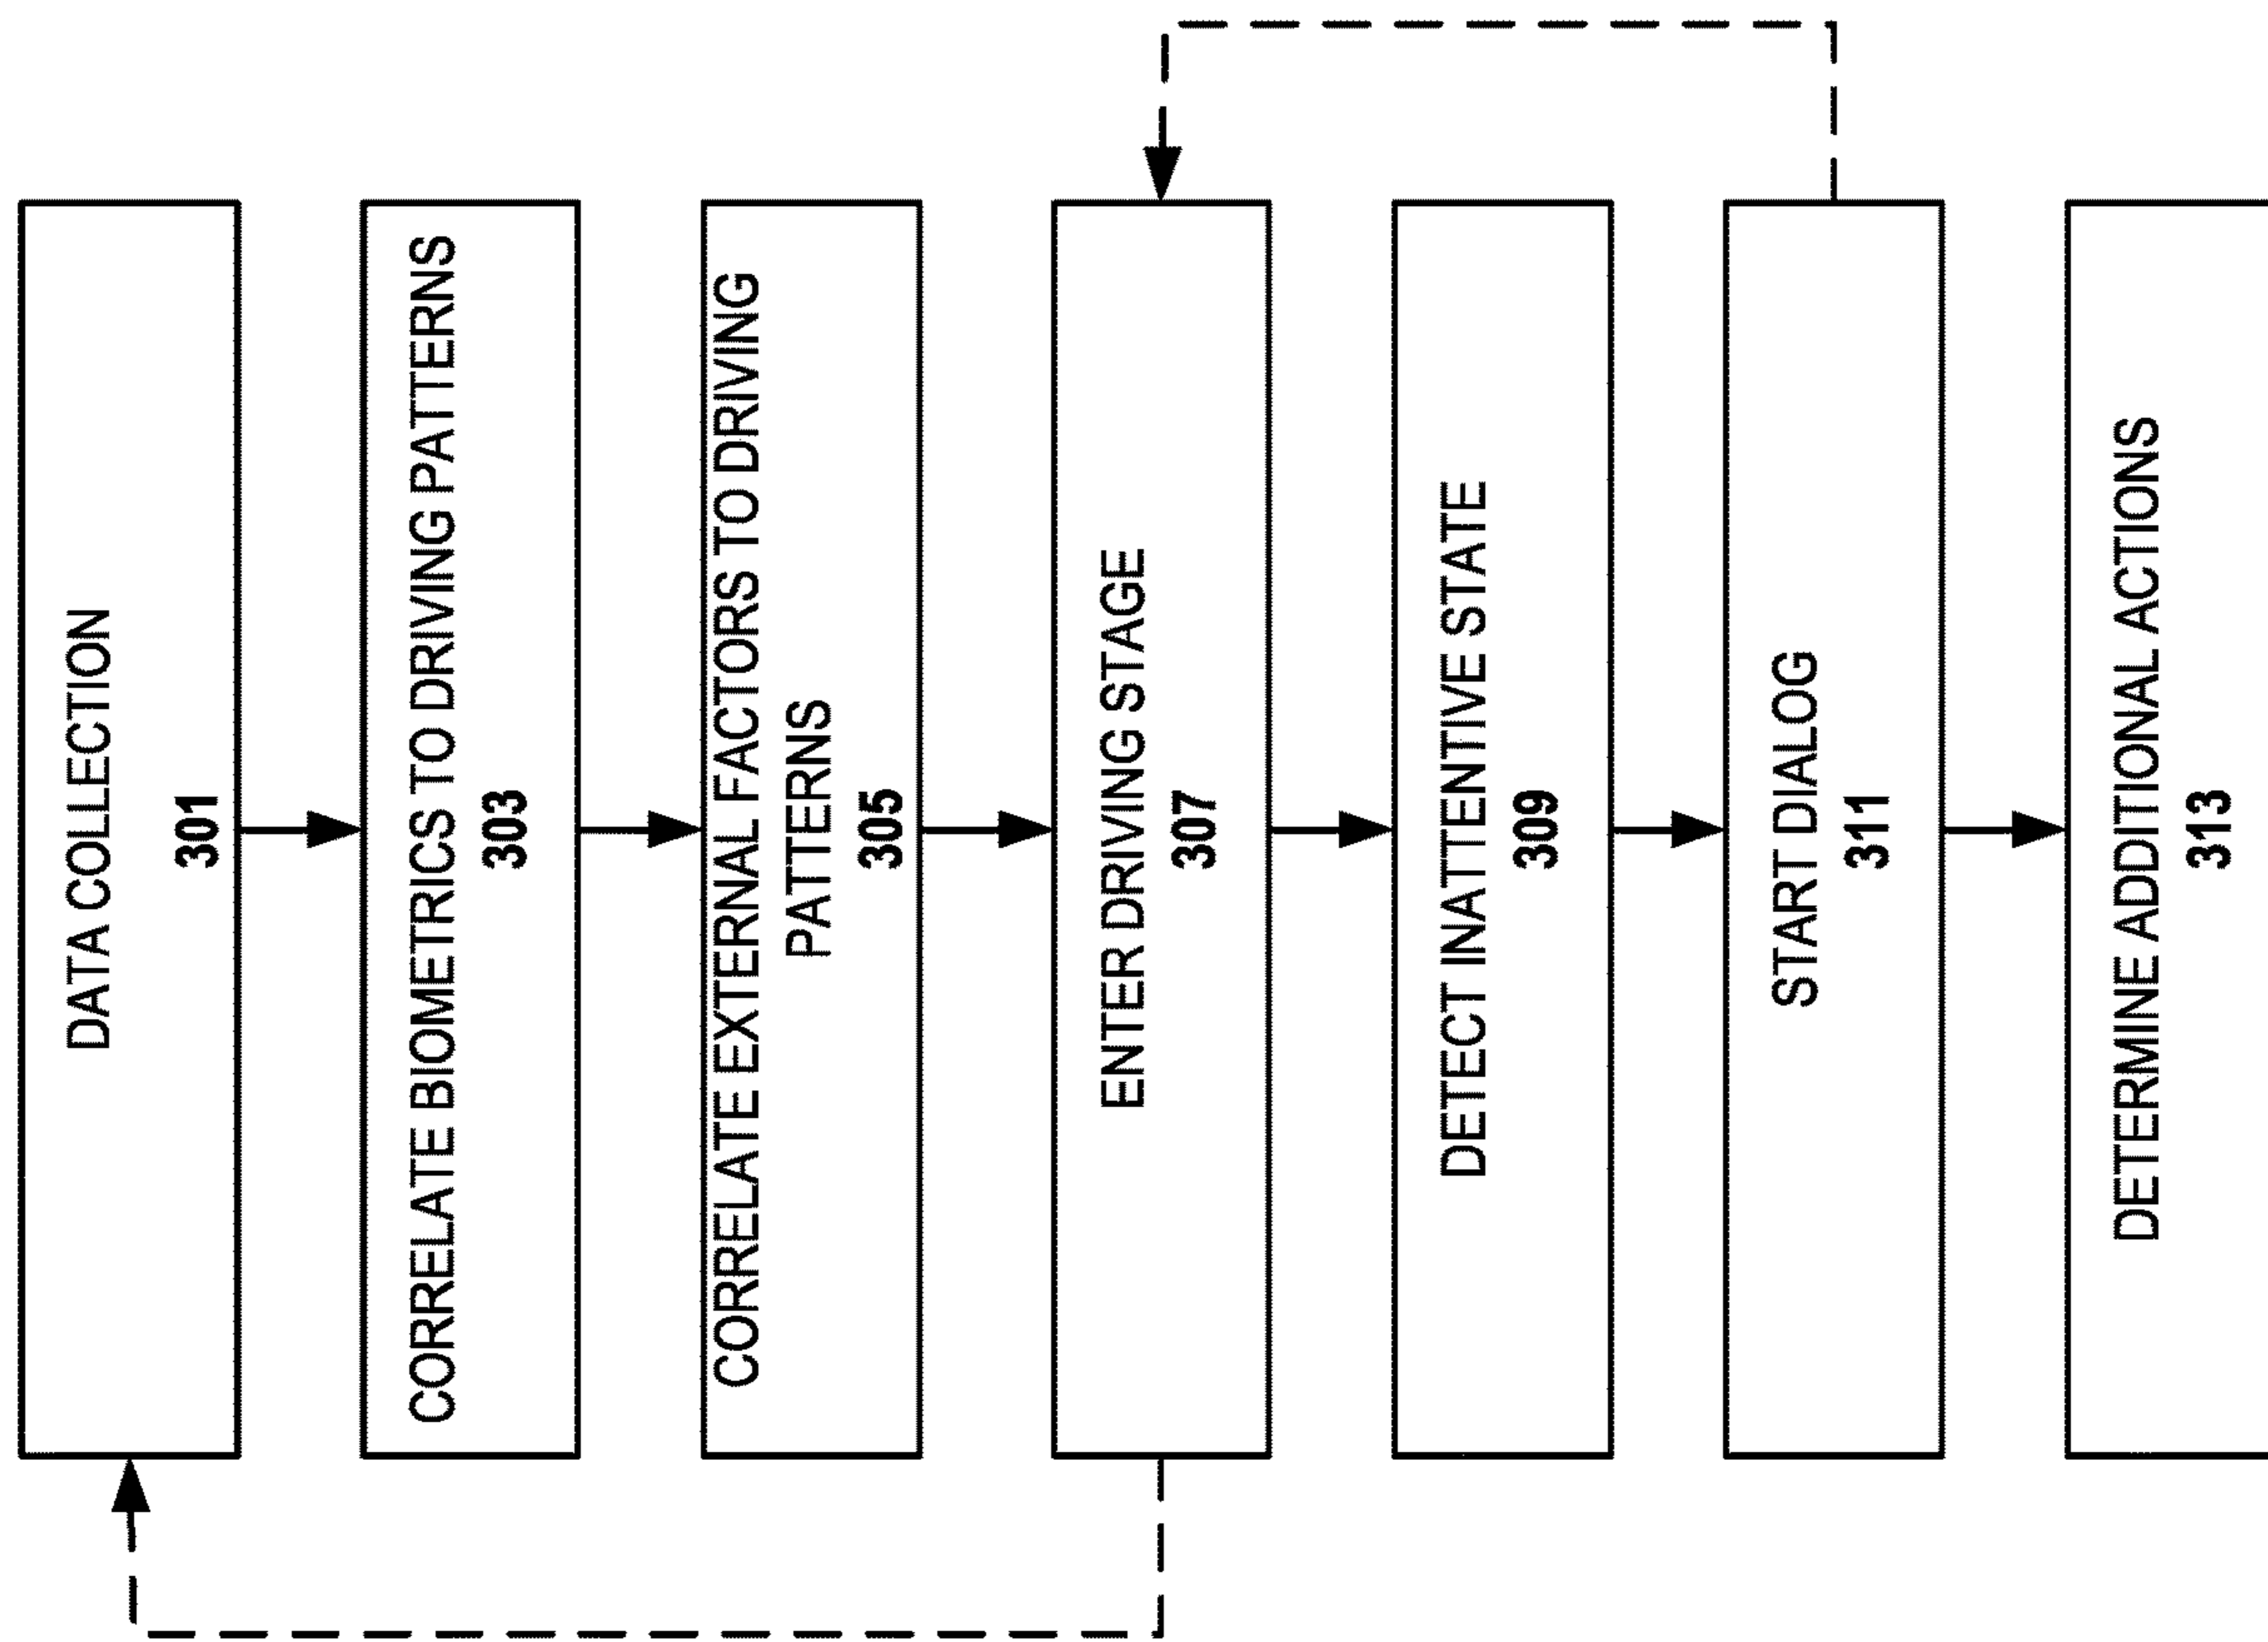 DATA COLLECTION
301
CORRELATE BIOMETRICS TO DRIVING PATTERNS
303
CORRELATE EXTERNAL FACTORS TO DRIVING
PATTERNS
305
ENTER DRIVING STAGE
307
DETECT INATTENTIVE STATE
309
START DIALOG
311
DETERMINE ADDITIONAL ACTIONS
313